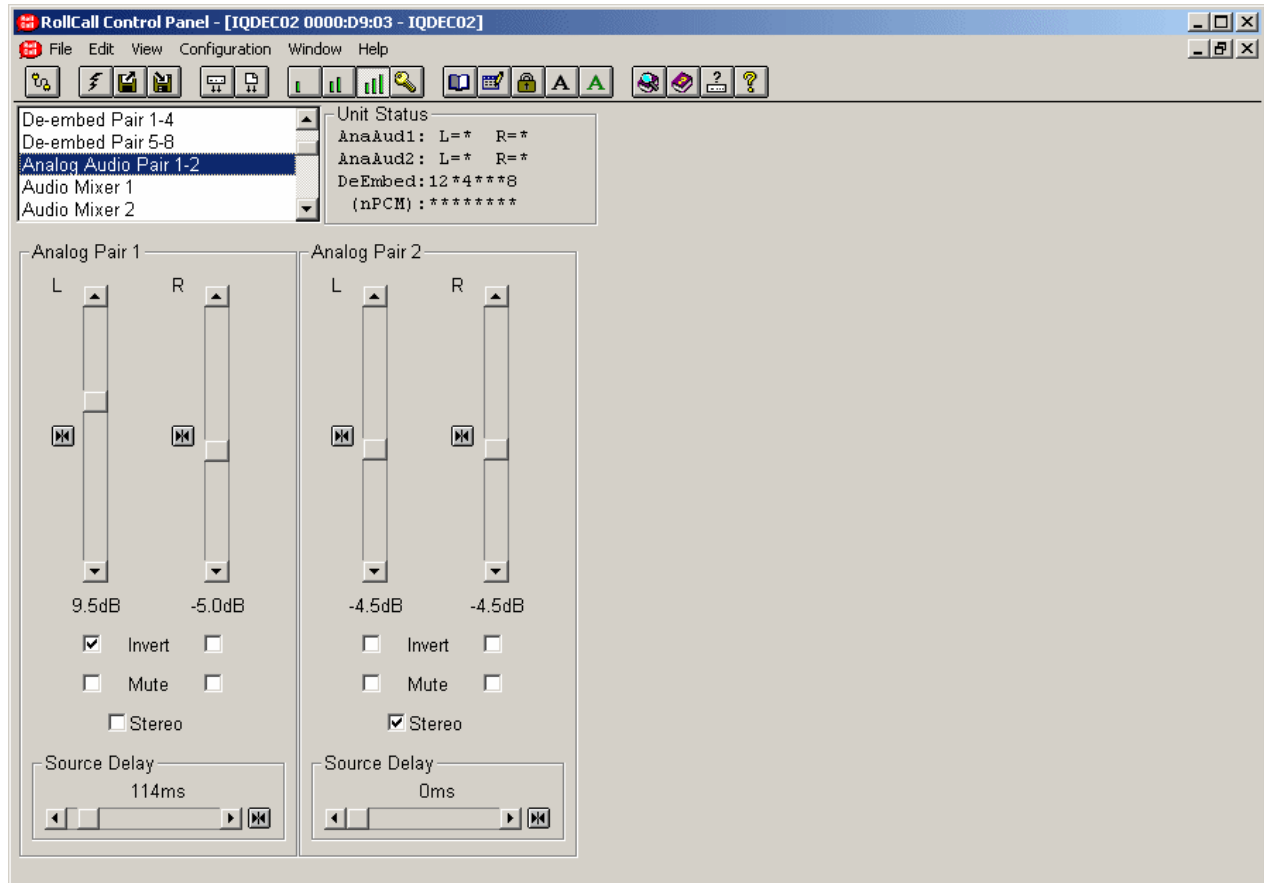 RollCall Control Panel - [IQDEC02 0000:D9:03 - IQDEC02]
File Edit View Configuration Window Help
A A
De-embed Pair 1-4
De-embed Pair 5-8
Analog Audio Pair 1-2
Audio Mixer 1
Audio Mixer 2
Unit Status
AnaAud1: L=* R=*
AnaAud2: L=* R=*
DeEmbed:12*4***8
(nPCM):********
Analog Pair 1
L R
9.5dB -5.0dB
Invert
Mute
Stereo
Source Delay
114ms
Analog Pair 2
L R
-4.5dB -4.5dB
Invert
Mute
Stereo
Source Delay
0ms